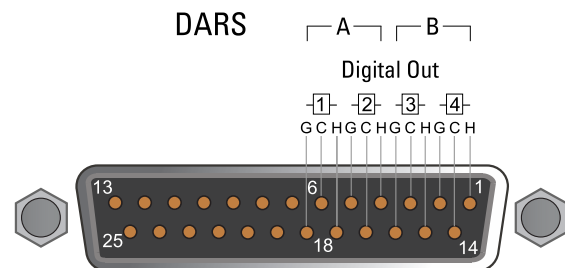 DARS A B
Digital Out
1 2 3 4
G C H G C H G C H G C H
13 6 1
25 18 14